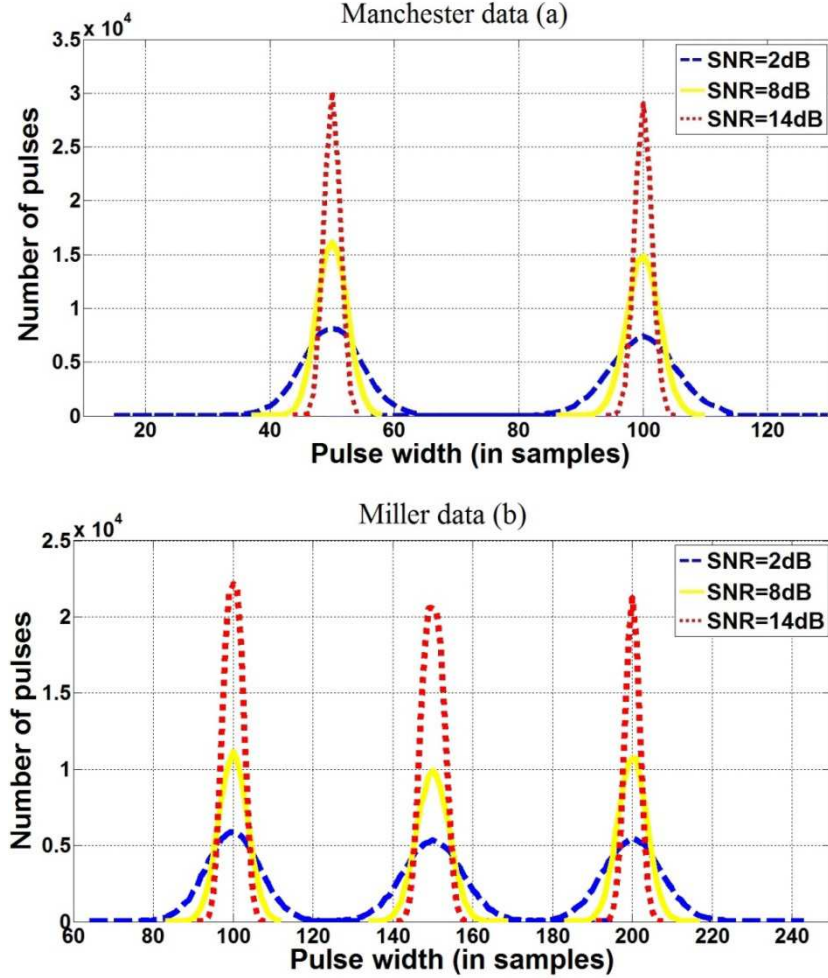 Manchester data (a)
x 10^4
3.5
3
2.5
2
1.5
1
0.5
0
Number of pulses
SNR=2dB
SNR=8dB
SNR=14dB
20 40 60 80 100 120
Pulse width (in samples)
Miller data (b)
x 10^4
2.5
2
1.5
1
0.5
0
Number of pulses
SNR=2dB
SNR=8dB
SNR=14dB
60 80 100 120 140 160 180 200 220 240
Pulse width (in samples)